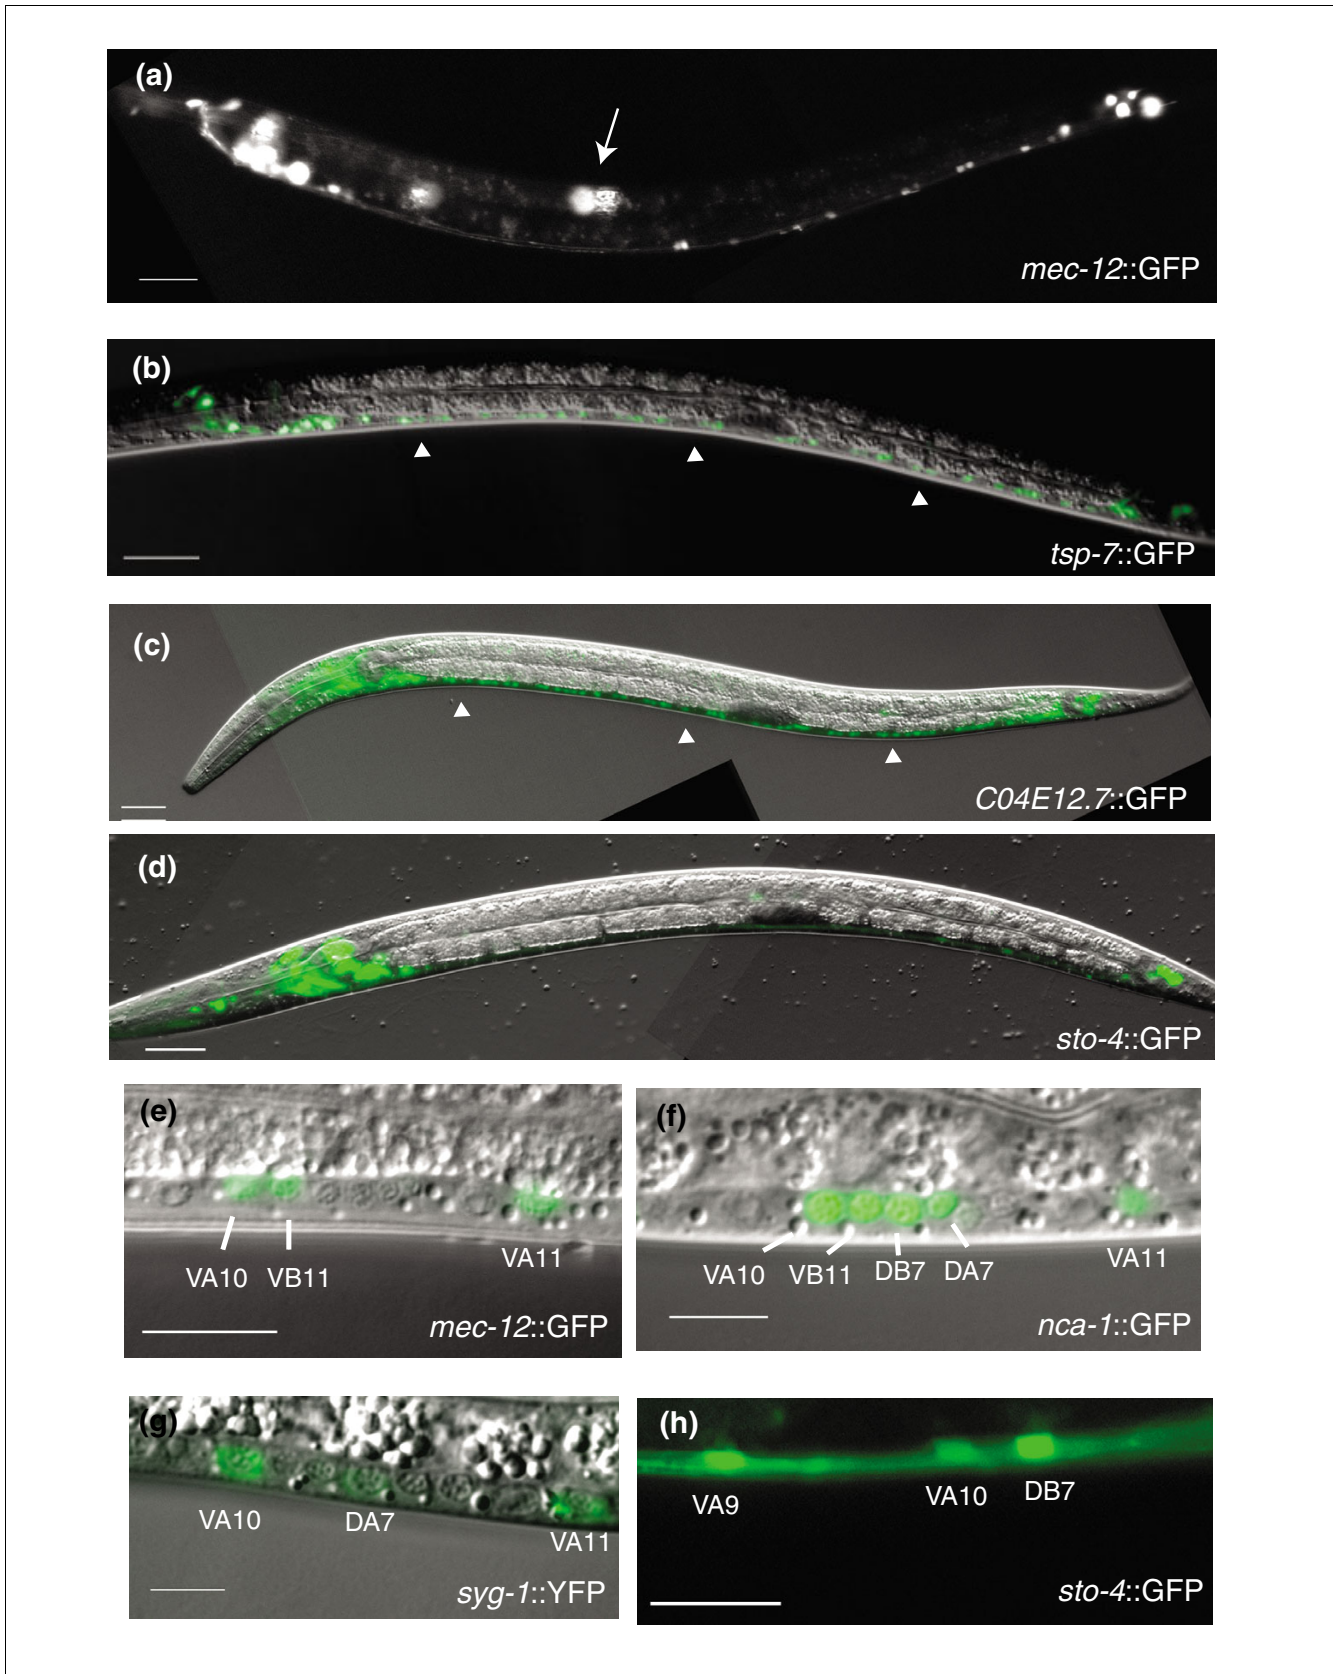 (a)
mec-12::GFP
(b)
tsp-7::GFP
(c)
C04E12.7::GFP
(d)
sto-4::GFP
(e)
VA10 VB11 VA11
mec-12::GFP
(f)
VA10 VB11 DB7 DA7 VA11
nca-1::GFP
(g)
VA10 DA7 VA11
syg-1::YFP
(h)
VA9 VA10 DB7
sto-4::GFP